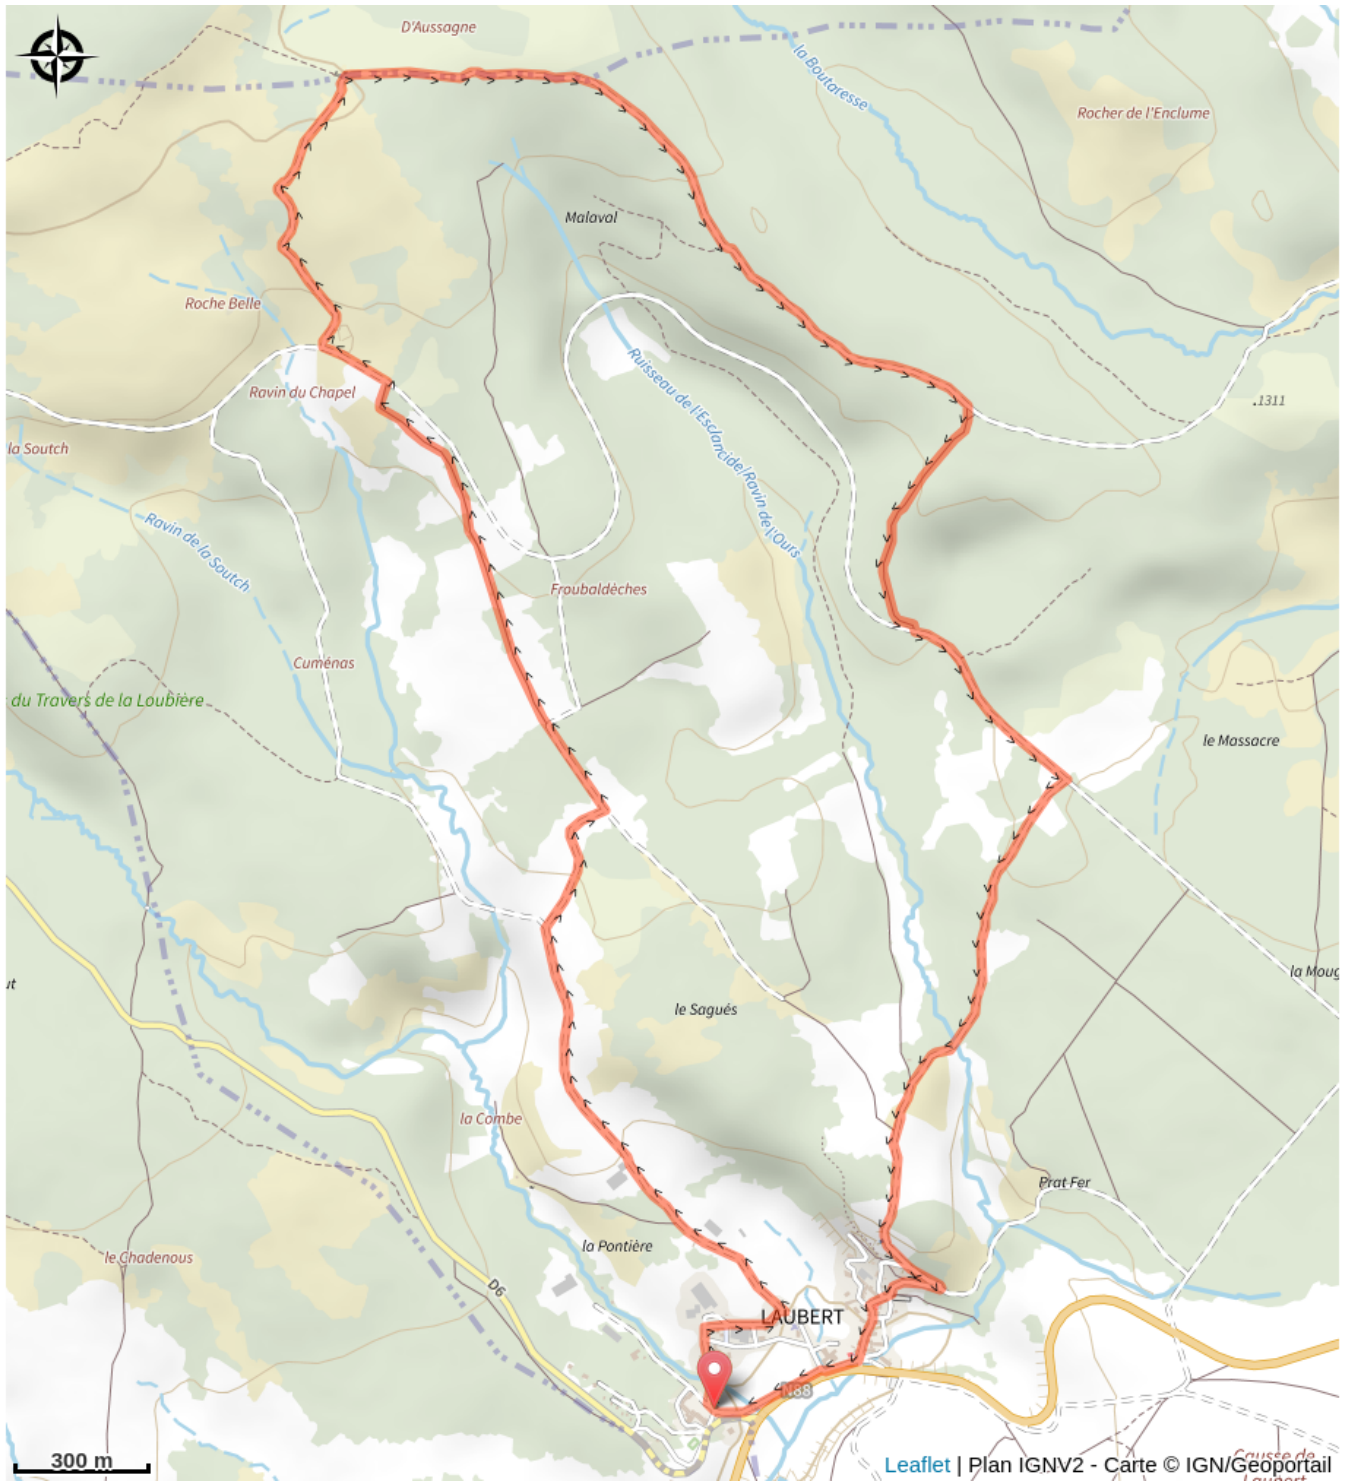 D'Aussagne
la Boutaresse
Rocher de l'Enclume
Malaval
Roche Belle
Ruisseau de l'Esclancide/Ravin de l'Ours
Ravin du Chapel
.1311
la Soutch
Ravin de la Soutch
Froubaldèches
Cuménas
du Travers de la Loubière
le Massacre
la Moug
ut
le Sagués
la Combe
Prat Fer
la Pontière
le Chadenous
D6
LAUBERT
N88
300 m
Causse de
Laubert
Leaflet | Plan IGNV2 - Carte © IGN/Geoportail